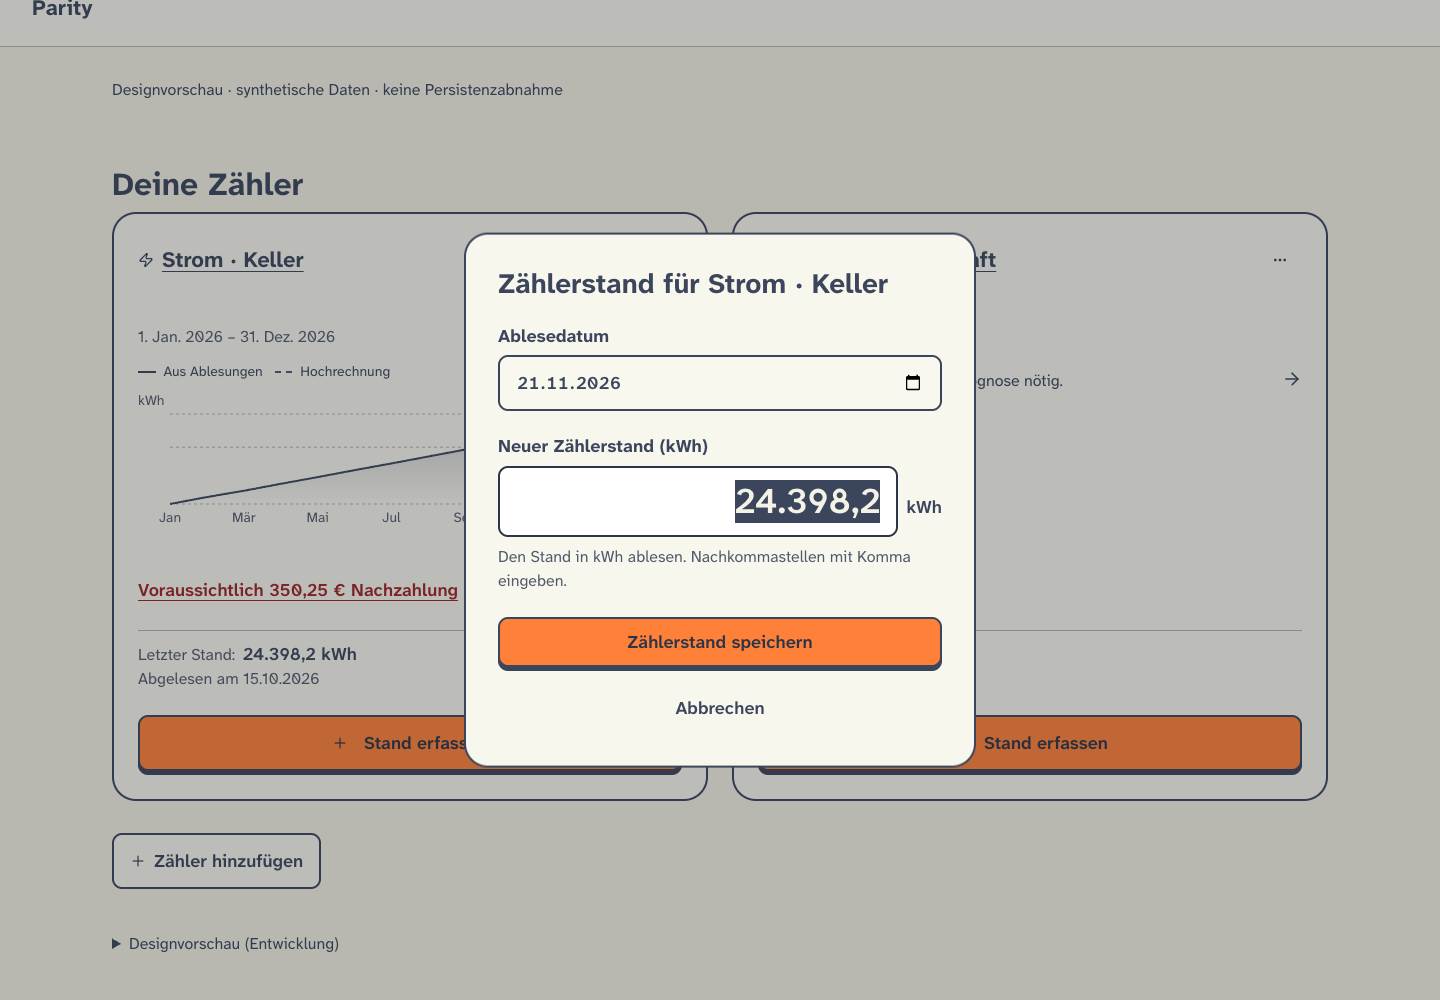 Parity
Designvorschau · synthetische Daten · keine Persistenzabnahme
Deine Zähler
Strom · Keller
1. Jan. 2026 – 31. Dez. 2026
Aus Ablesungen
Hochrechnung
kWh
Jan
Mär
Mai
Jul
Voraussichtlich 350,25 € Nachzahlung
Letzter Stand: 24.398,2 kWh
Abgelesen am 15.10.2026
+ Stand
Zählerstand für Strom · Keller
Ablesedatum
21.11.2026
Neuer Zählerstand (kWh)
24.398,2 kWh
Den Stand in kWh ablesen. Nachkommastellen mit Komma
eingeben.
Zählerstand speichern
Abbrechen
nötig.
Stand erfassen
+ Zähler hinzufügen
Designvorschau (Entwicklung)